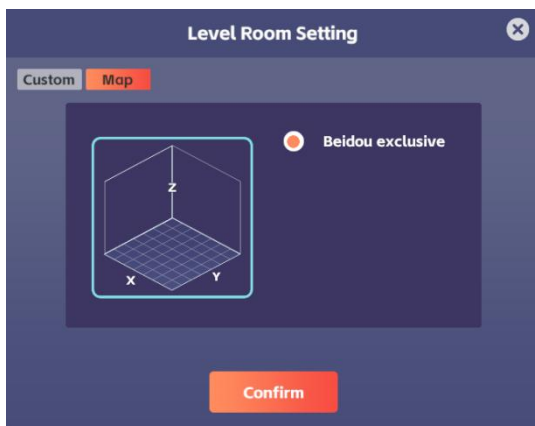 Level Room Setting
Custom Map
Beidou exclusive
Z
X Y
Confirm